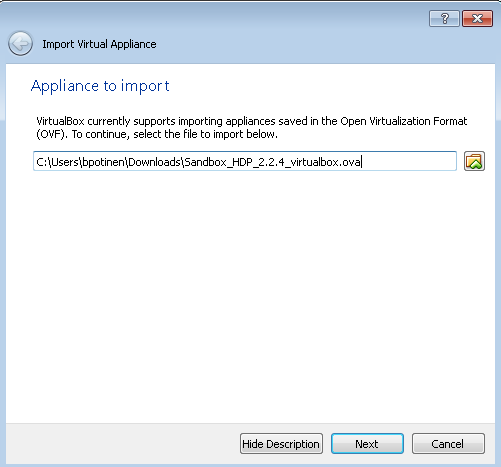 ?
Import Virtual Appliance
Appliance to import
VirtualBox currently supports importing appliances saved in the Open Virtualization Format
(OVF). To continue, select the file to import below.
C:\Users\bpotinen\Downloads\Sandbox_HDP_2.2.4_virtualbox.ova
Hide Description Next Cancel